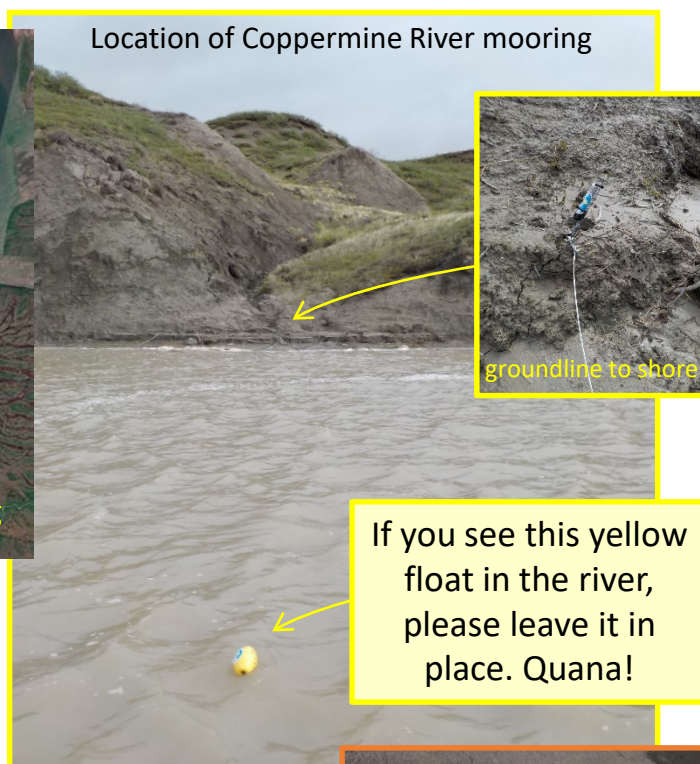 Location of Coppermine River mooring
groundline to shore
If you see this yellow
float in the river,
please leave it in
place. Quana!